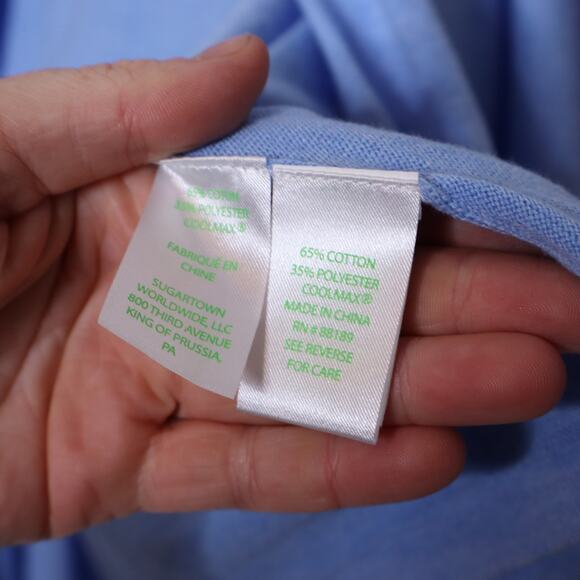 65% COTTON
35% POLYESTER
COOLMAX®
FABRIQUÉ EN
CHINE
SUGARTOWN
WORLDWIDE, LLC
800 THIRD AVENUE
KING OF PRUSSIA,
PA
65% COTTON
35% POLYESTER
COOLMAX®
MADE IN CHINA
RN # 88189
SEE REVERSE
FOR CARE